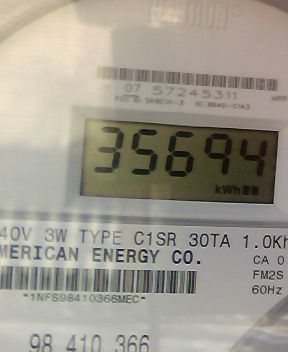 07 57245311
35694
kWh
40V 3W TYPE C1SR 30TA 1.0Kh
MERICAN ENERGY CO.
CA 0
FM2S
60Hz
*1NFS98410366MEC*
98 410 366